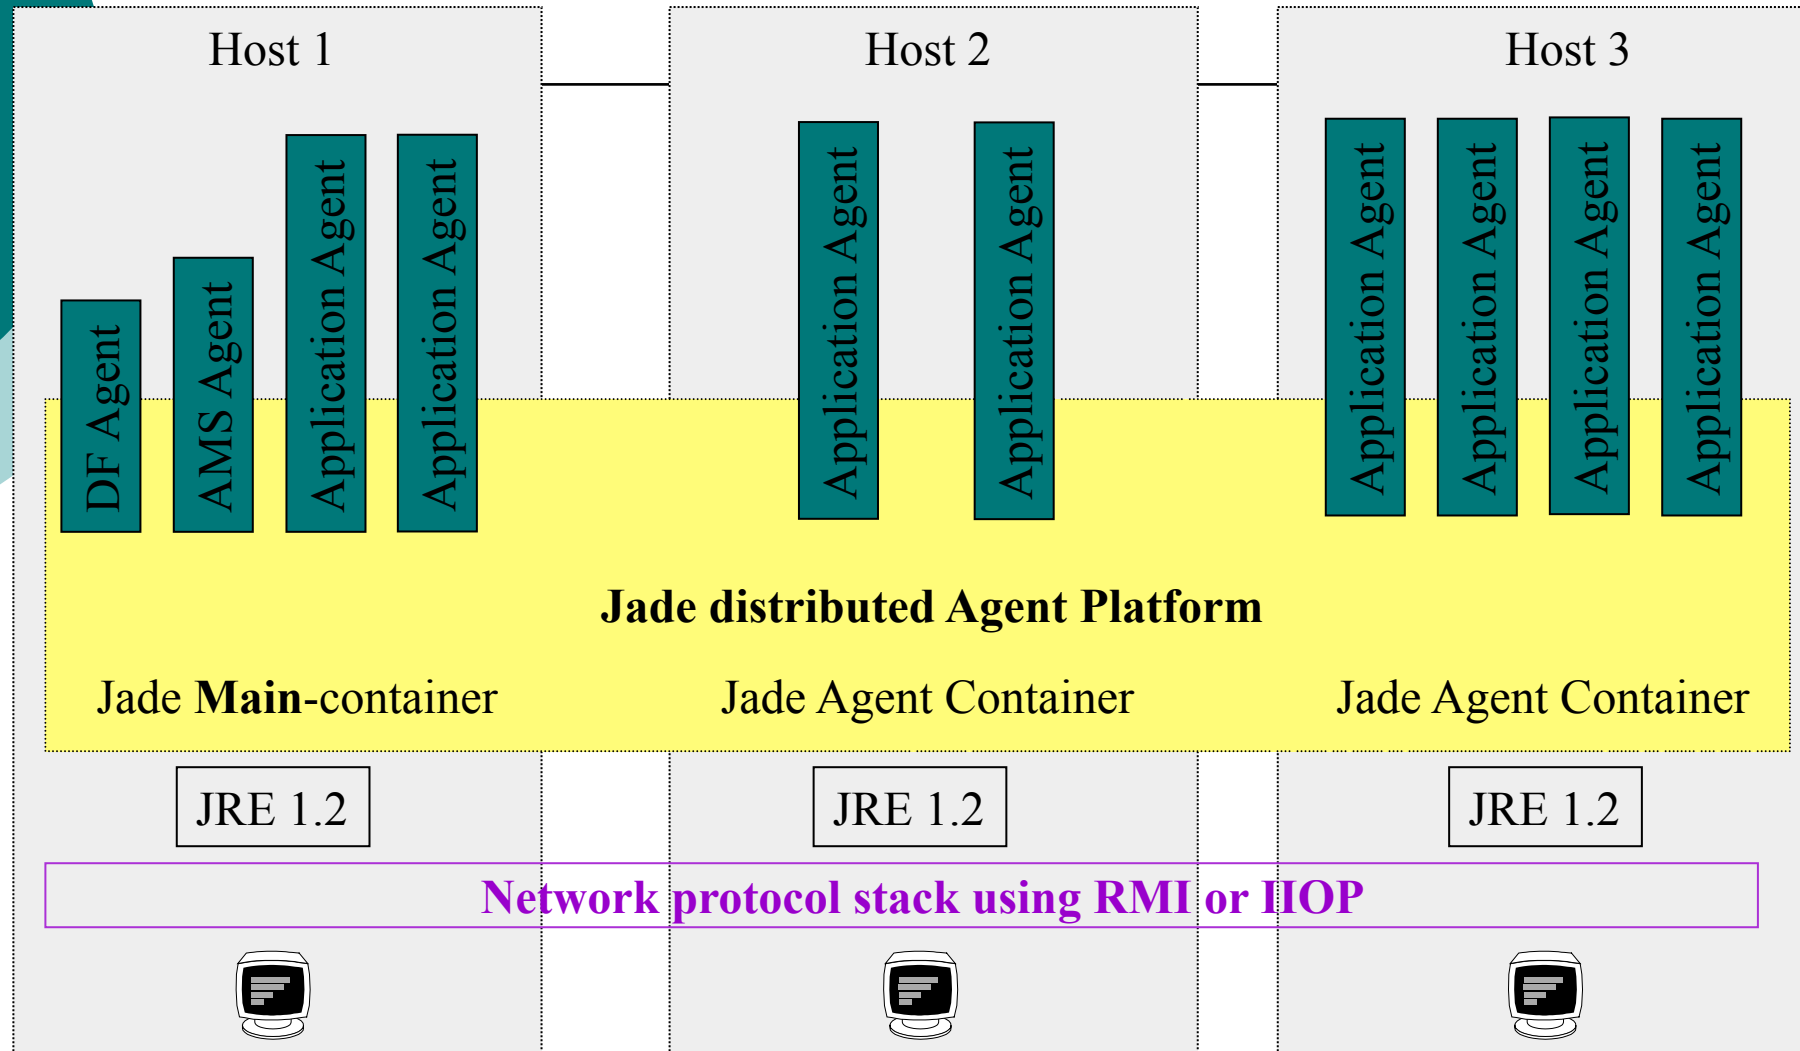 Host 1
Host 2
Host 3
DF Agent
AMS Agent
Application Agent
Application Agent
Application Agent
Application Agent
Application Agent
Application Agent
Application Agent
Application Agent
Jade distributed Agent Platform
Jade Main-container
Jade Agent Container
Jade Agent Container
JRE 1.2
JRE 1.2
JRE 1.2
Network protocol stack using RMI or IIOP